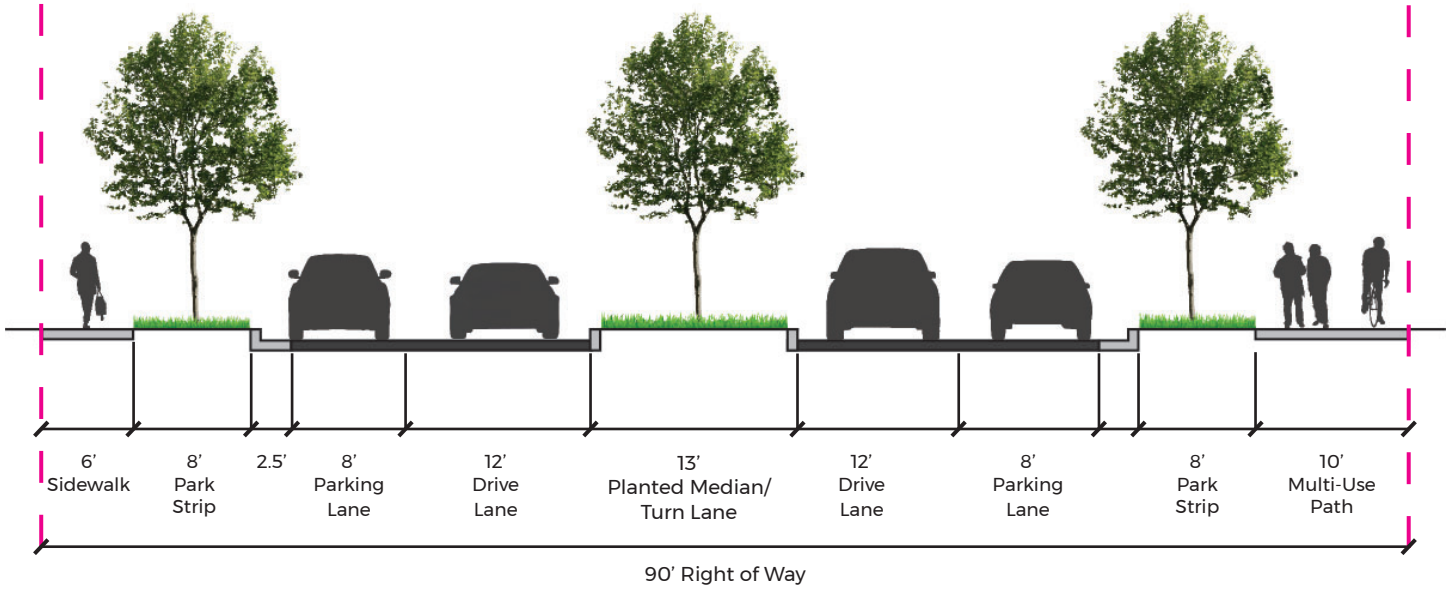 6’
Sidewalk
8’
Park
Strip
2.5’
8’
Parking
Lane
12’
Drive
Lane
13’
Planted Median/
Turn Lane
12’
Drive
Lane
8’
Parking
Lane
8’
Park
Strip
10’
Multi-Use
Path
90’ Right of Way